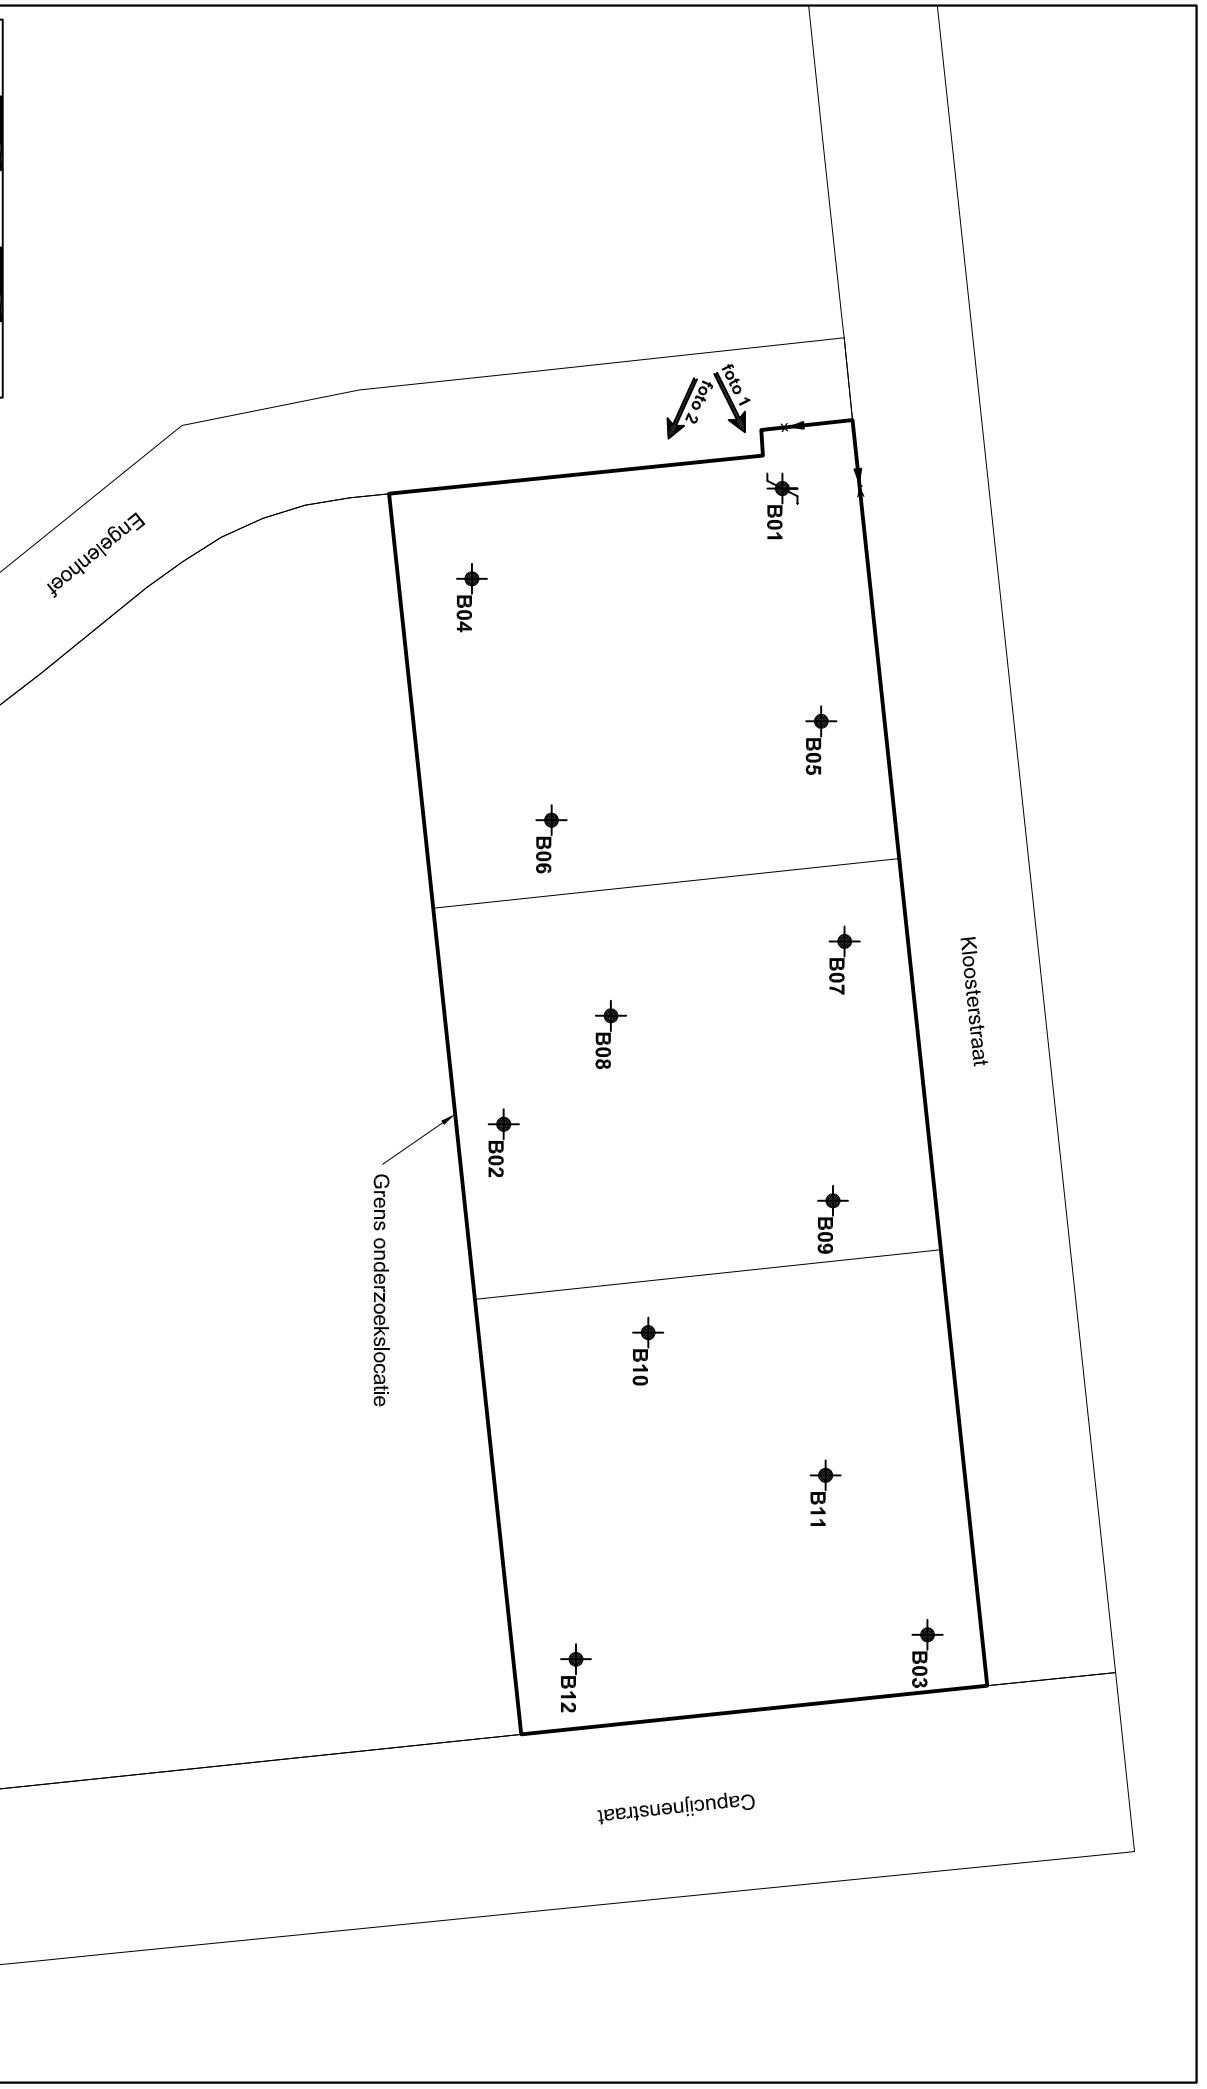 foto 1
foto 2
B01
Engelenhoef
B04
B05
B06
Kloosterstraat
B07
B08
B02
B09
Grens onderzoekslocatie
B10
B11
B03
B12
Capucijnenstraat